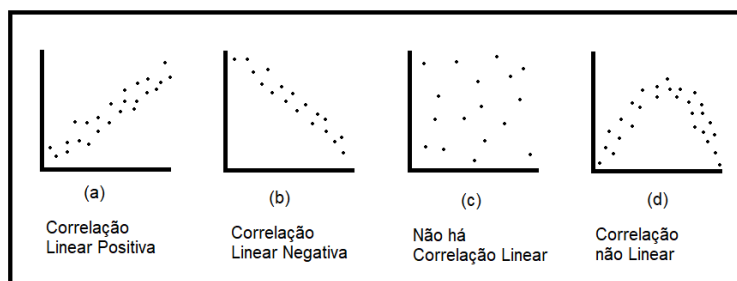 (a)
(b)
(c)
(d)
Correlação
Linear Positiva
Correlação
Linear Negativa
Não há
Correlação Linear
Correlação
não Linear